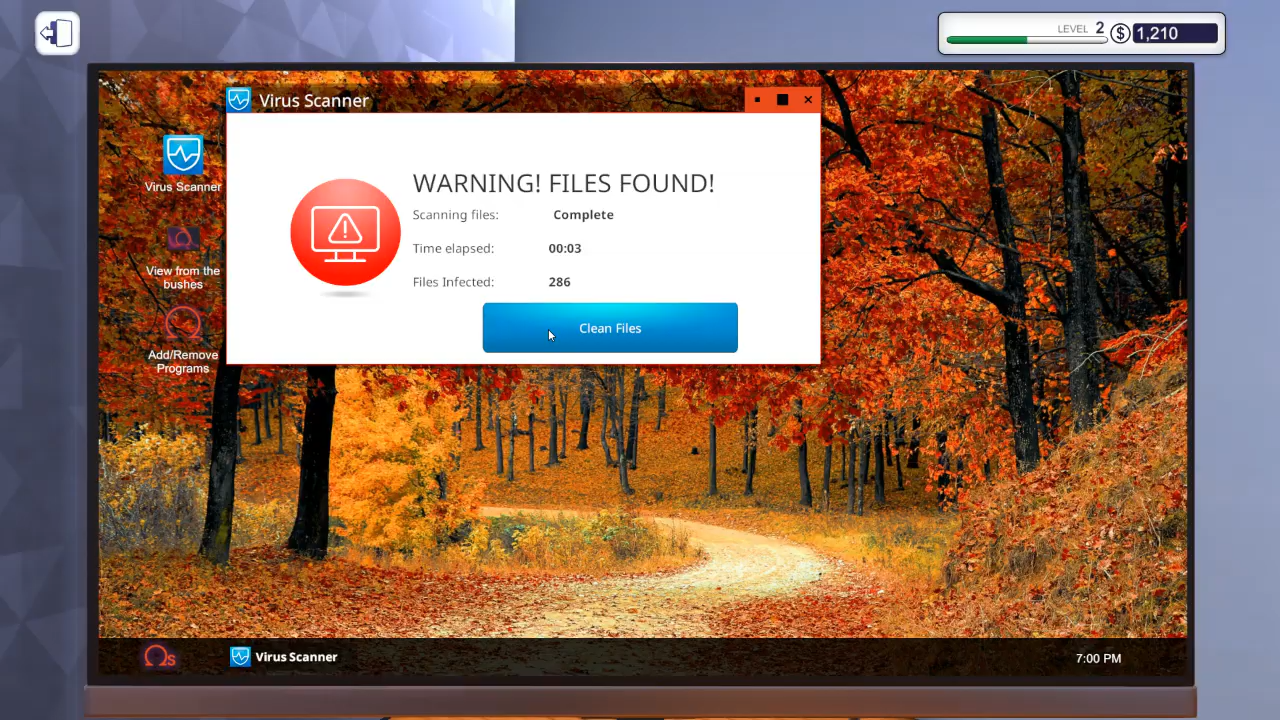 LEVEL 2
$ 1,210
Virus Scanner
Virus Scanner
WARNING! FILES FOUND!
Scanning files: Complete
Time elapsed: 00:03
Files Infected: 286
Clean Files
View from the
bushes
Add/Remove
Programs
Ωs
Virus Scanner
7:00 PM